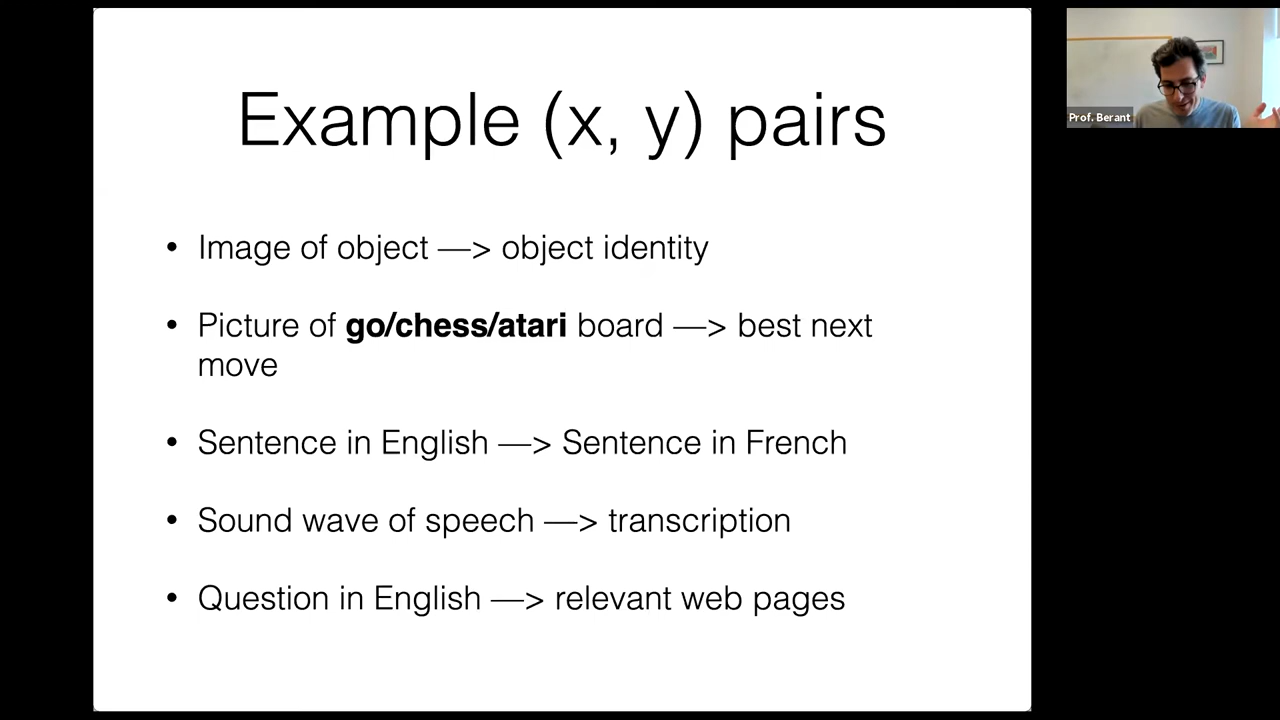 Example (x, y) pairs
• Image of object —> object identity
• Picture of go/chess/atari board —> best next
move
• Sentence in English —> Sentence in French
• Sound wave of speech —> transcription
• Question in English —> relevant web pages
Prof. Berant